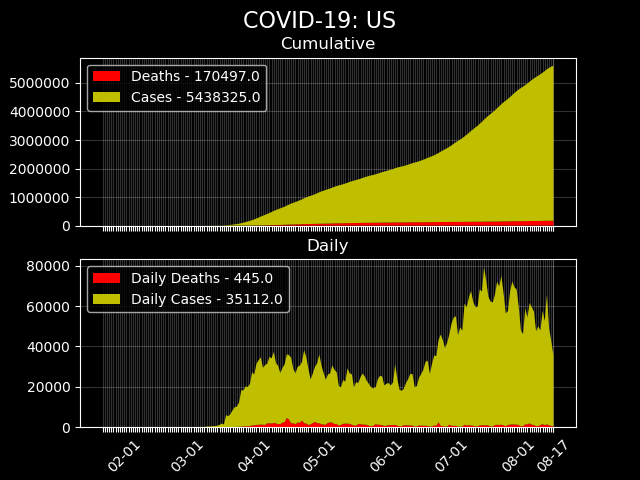 COVID-19: US
Cumulative
Deaths - 170497.0
Cases - 5438325.0
5000000
4000000
3000000
2000000
1000000
0
Daily
Daily Deaths - 445.0
Daily Cases - 35112.0
80000
60000
40000
20000
0
02-01 03-01 04-01 05-01 06-01 07-01 08-01 08-17